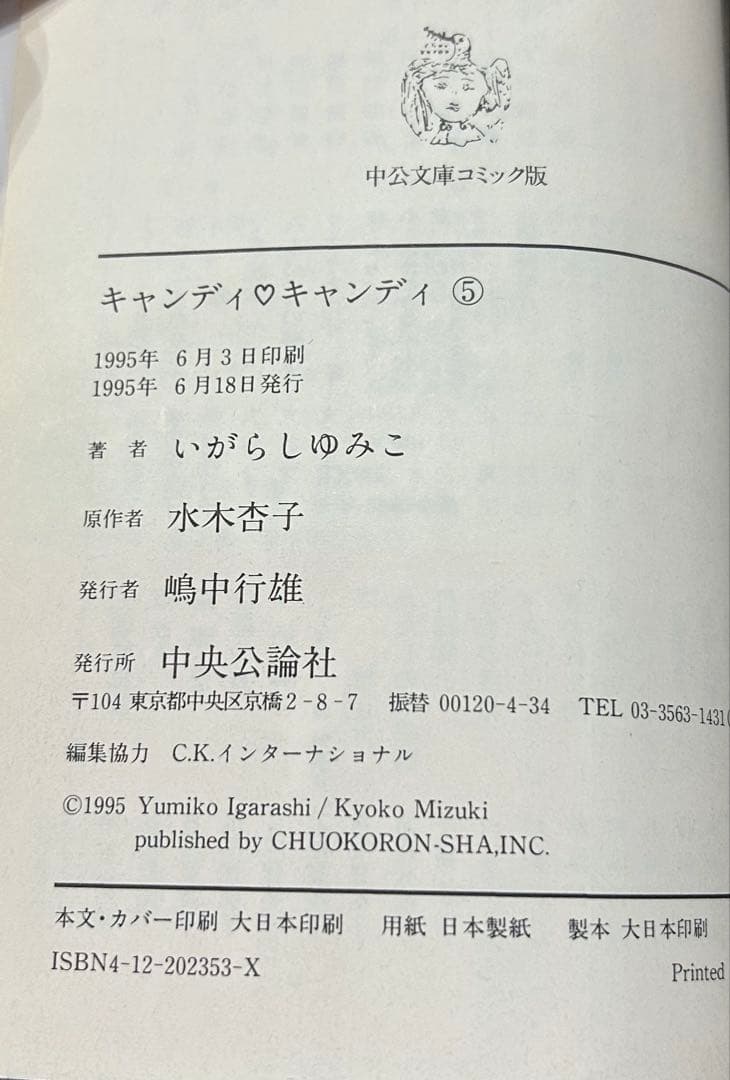 中公文庫コミック版
キャンディ♡キャンディ ⑤
1995年 6月3日印刷
1995年 6月18日発行
著者 いがらしゆみこ
原作者 水木杏子
発行者 嶋中行雄
発行所 中央公論社
〒104 東京都中央区京橋2-8-7 振替 00120-4-34 TEL 03-3563-1431(
編集協力 C.K.インターナショナル
©1995 Yumiko Igarashi / Kyoko Mizuki
published by CHUOKORON-SHA,INC.
本文・カバー印刷 大日本印刷 用紙 日本製紙 製本 大日本印刷
ISBN4-12-202353-X
Printed